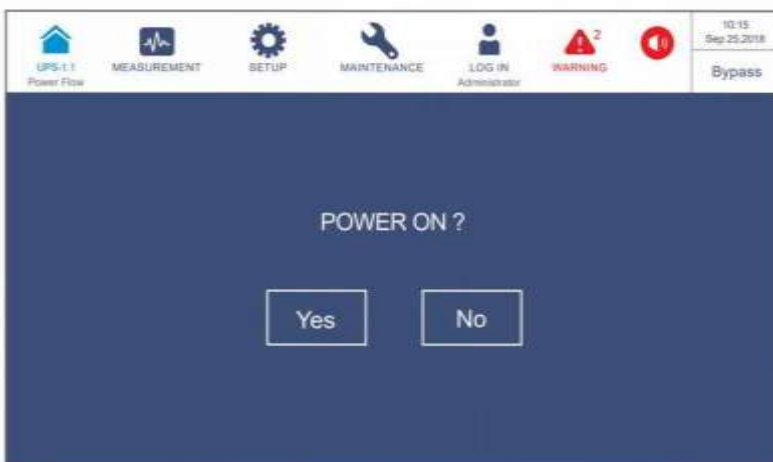 UPS-1.1
Power Flow
MEASUREMENT
SETUP
MAINTENANCE
LOG IN
Administrator
2
WARNING
10:15
Sep 25,2018
Bypass
POWER ON ?
Yes
No